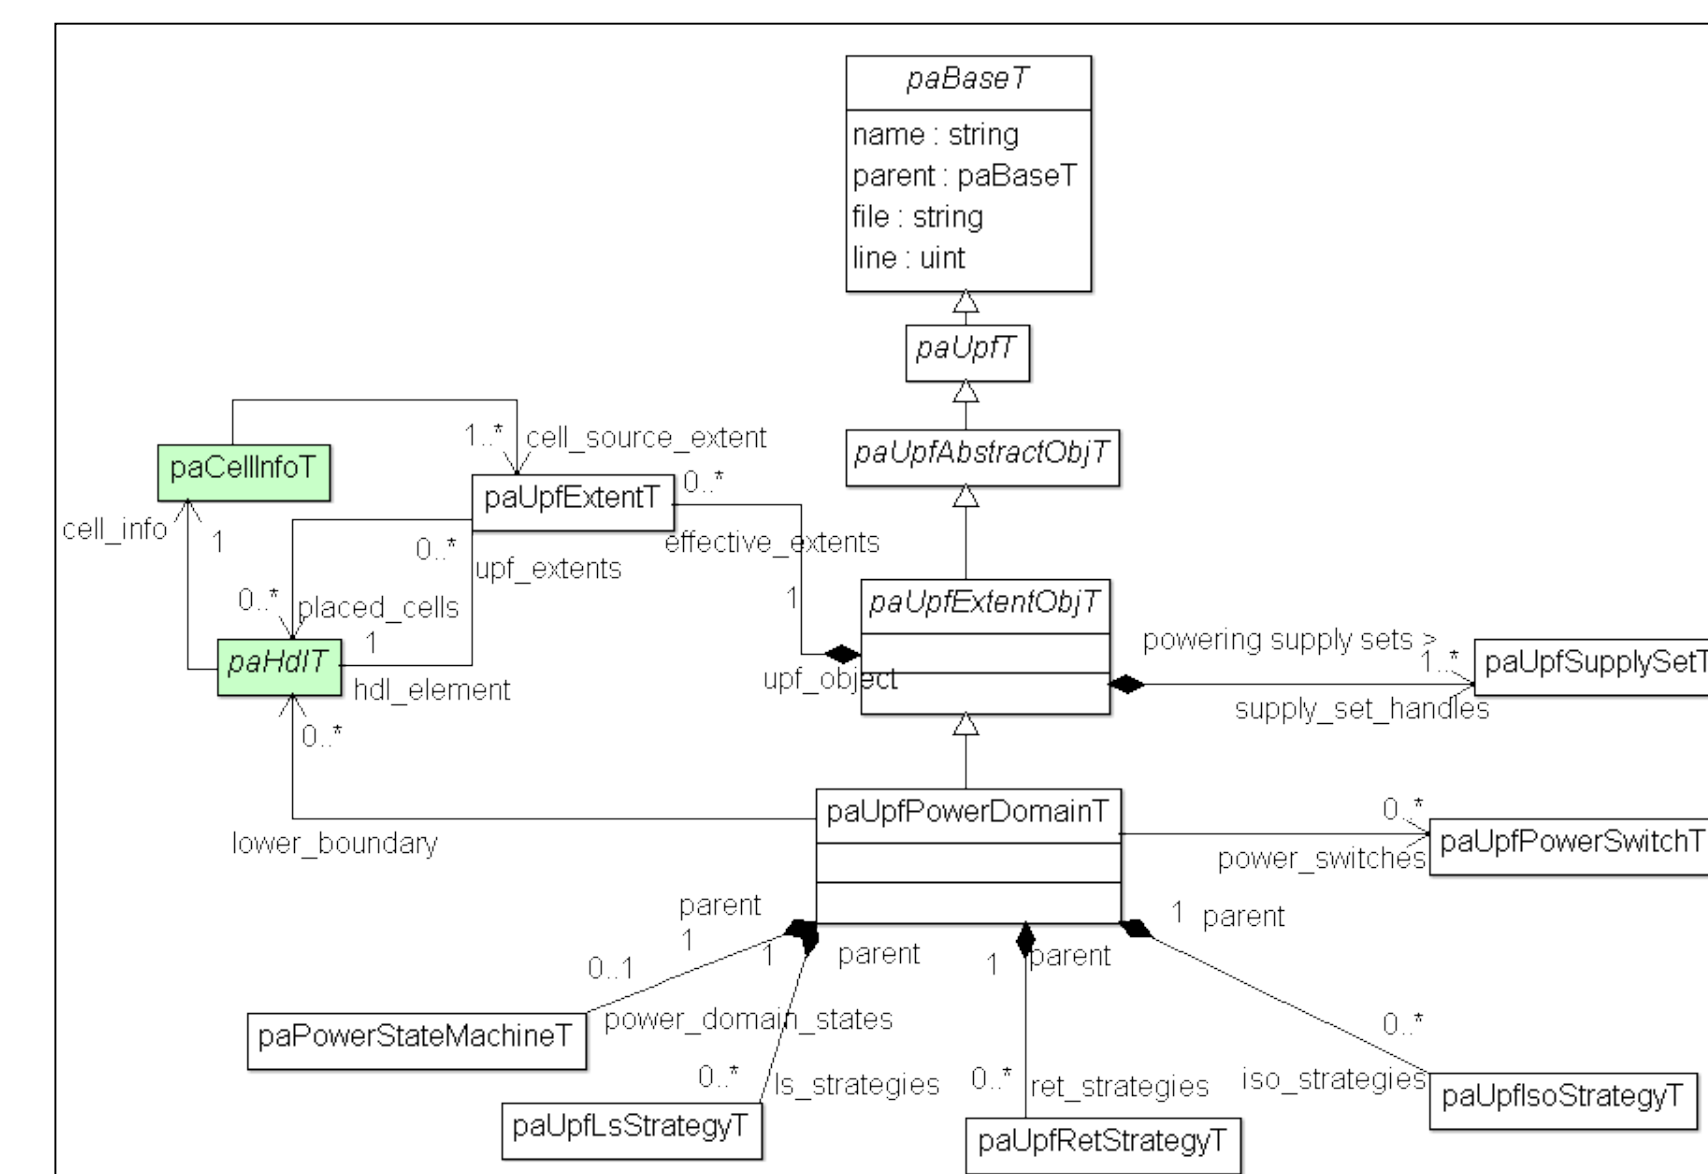 paBaseT
name : string
parent : paBaseT
file : string
line : uint
paUpfT
paUpfAbstractObjT
1..* cell_source_extent
paCellInfoT
paUpfExtentT
0..*
cell_info
1
0..*
effective_extents
upf_extents
1
paUpfExtentObjT
0..* placed_cells
1
paHdlT
hdl_element
upf_object
powering supply sets >
1..*
paUpfSupplySetT
supply_set_handles
0..*
lower_boundary
paUpfPowerDomainT
0..*
paUpfPowerSwitchT
power_switches
parent
1
0..1
1
parent
1
parent
1
parent
paPowerStateMachineT
power_domain_states
0..*
0..*
ls_strategies
0..*
ret_strategies
iso_strategies
paUpfLsStrategyT
paUpfRetStrategyT
paUpfIsoStrategyT